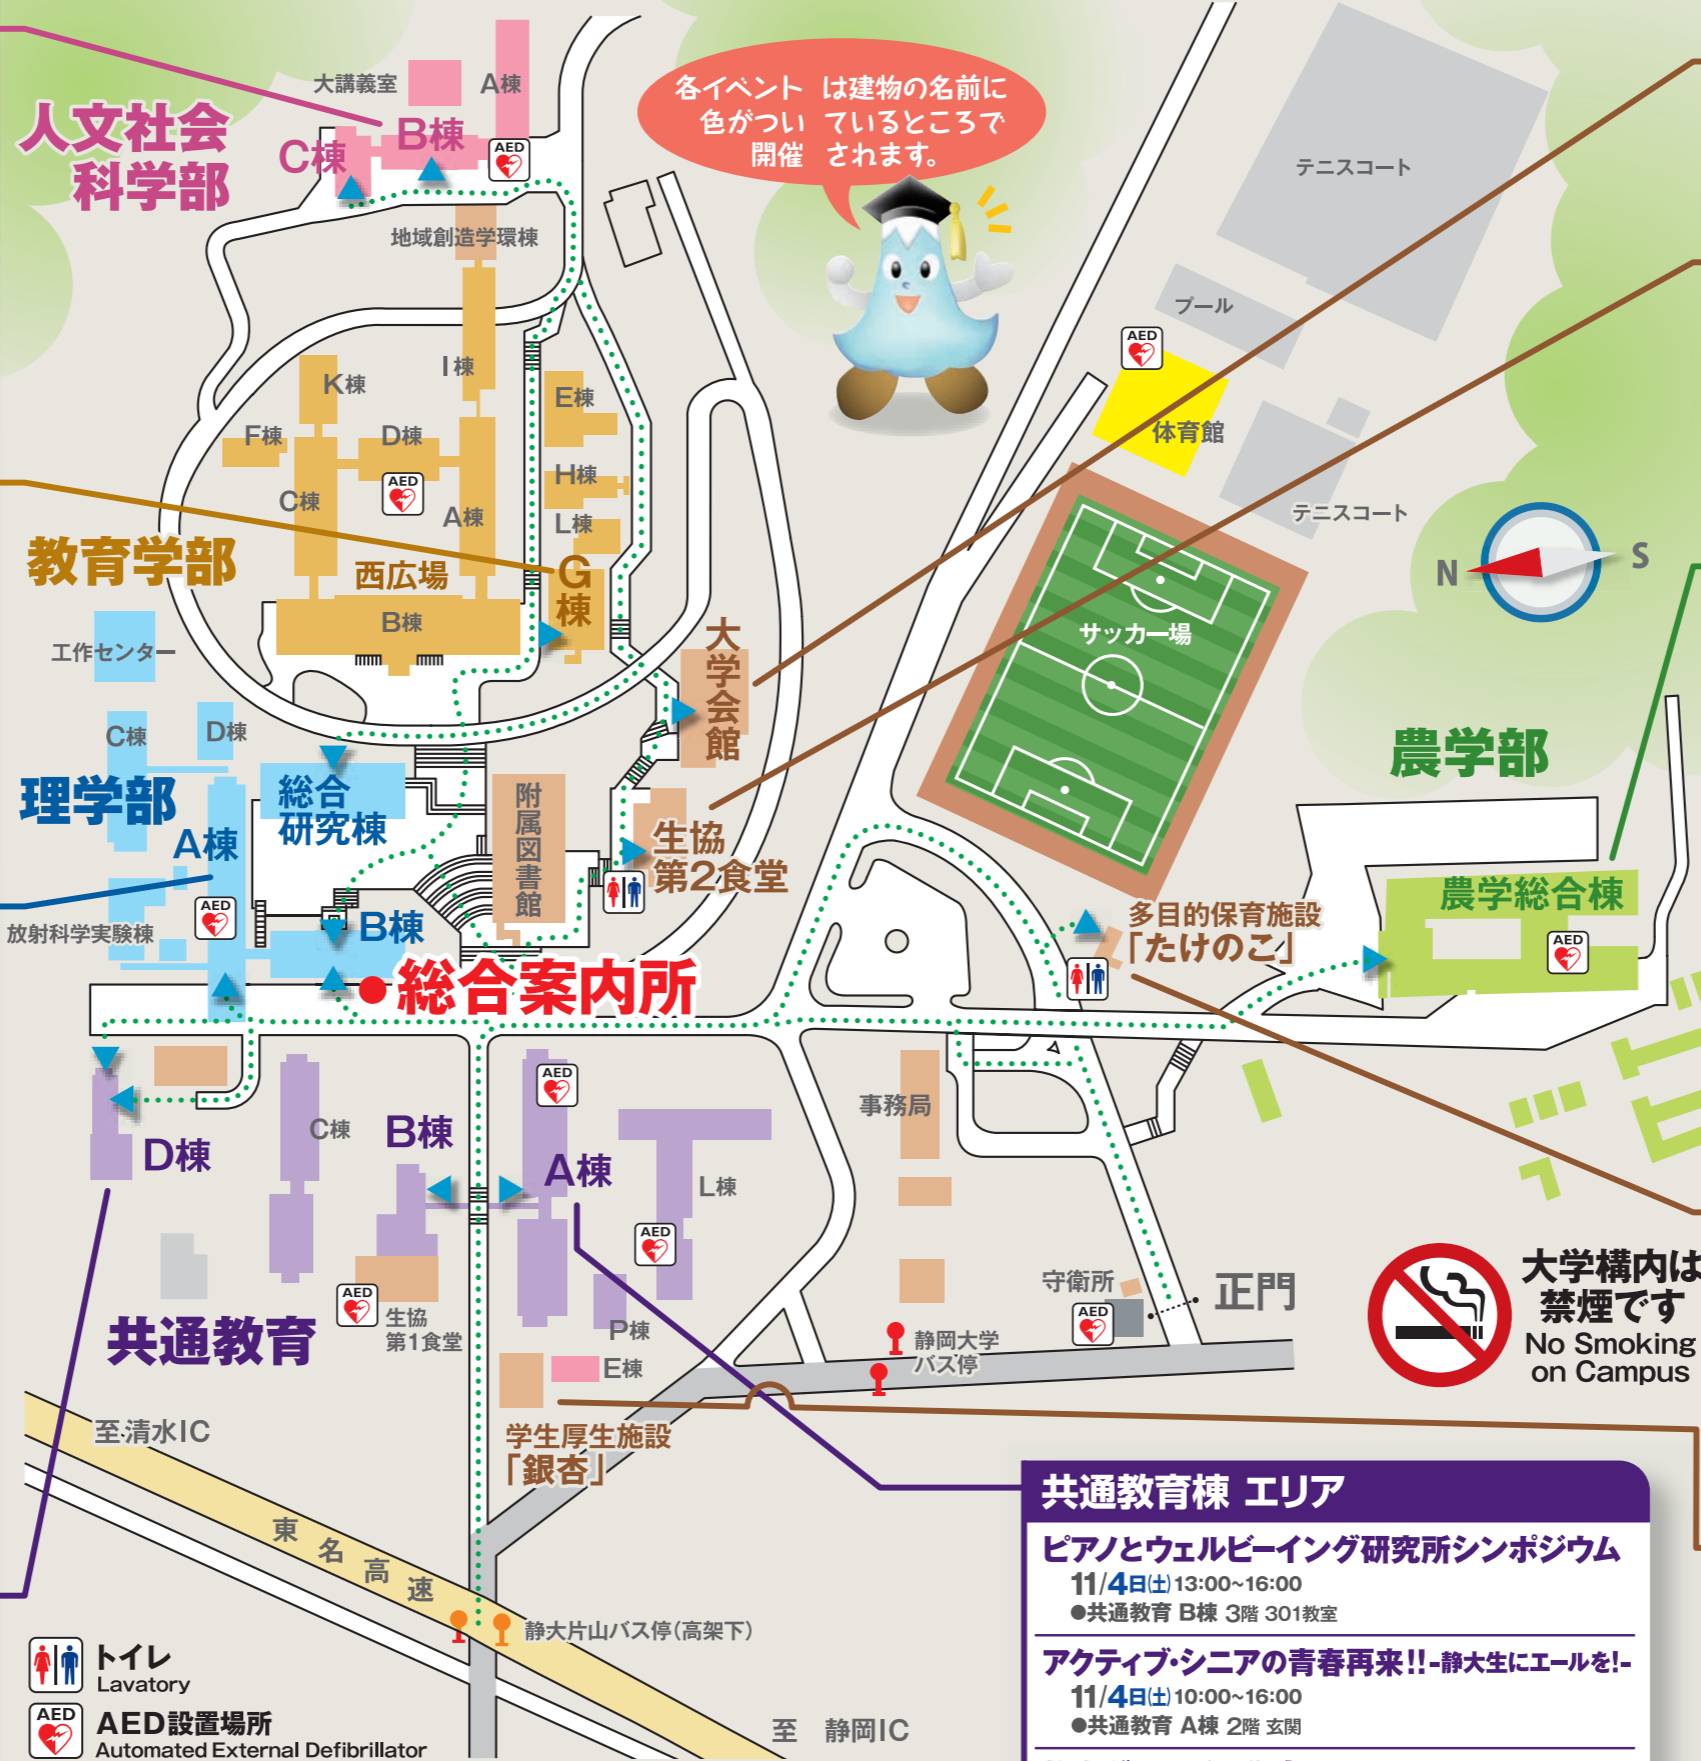 大講義室
A棟
B棟
C棟
AED
人文社会
科学部
各イベント は建物の名前に
色がつい ているところで
開催 されます。
地域創造学環棟
テニスコート
プール
AED
体育館
テニスコート
N
S
サッカー場
K棟
I棟
E棟
F棟
D棟
AED
H棟
C棟
A棟
L棟
教育学部
西広場
G
棟
B棟
工作センター
大学会館
C棟
D棟
理学部
総合
研究棟
A棟
附属図書館
生協
第2食堂
AED
放射科学実験棟
B棟
総合案内所
多目的保育施設
「たけのこ」
農学部
農学総合棟
AED
AED
C棟
B棟
D棟
A棟
L棟
AED
事務局
共通教育
AED
生協
第1食堂
P棟
E棟
学生厚生施設
「銀杏」
静岡大学
バス停
守衛所
AED
正門
大学構内は
禁煙です
No Smoking
on Campus
至清水IC
東名高速
静大片山バス停(高架下)
至 静岡IC
トイレ
Lavatory
AED
AED設置場所
Automated External Defibrillator
共通教育棟 エリア
ピアノとウェルビーイング研究所シンポジウム
11/4日(土)13:00~16:00
●共通教育 B棟 3階 301教室
アクティブ・シニアの青春再来!!-静大生にエールを!-
11/4日(土)10:00~16:00
●共通教育 A棟 2階 玄関